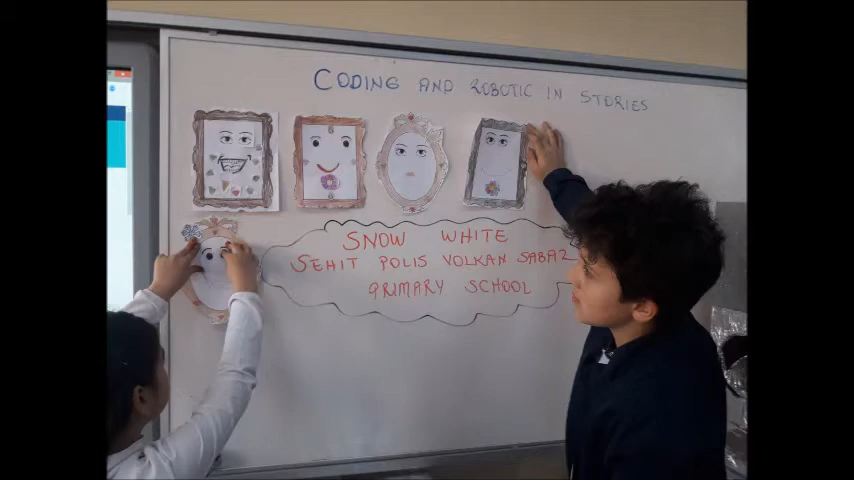 CODING AND ROBOTIC IN STORIES
SNOW WHITE
SEHIT POLIS VOLKAN SABAZ
PRIMARY SCHOOL